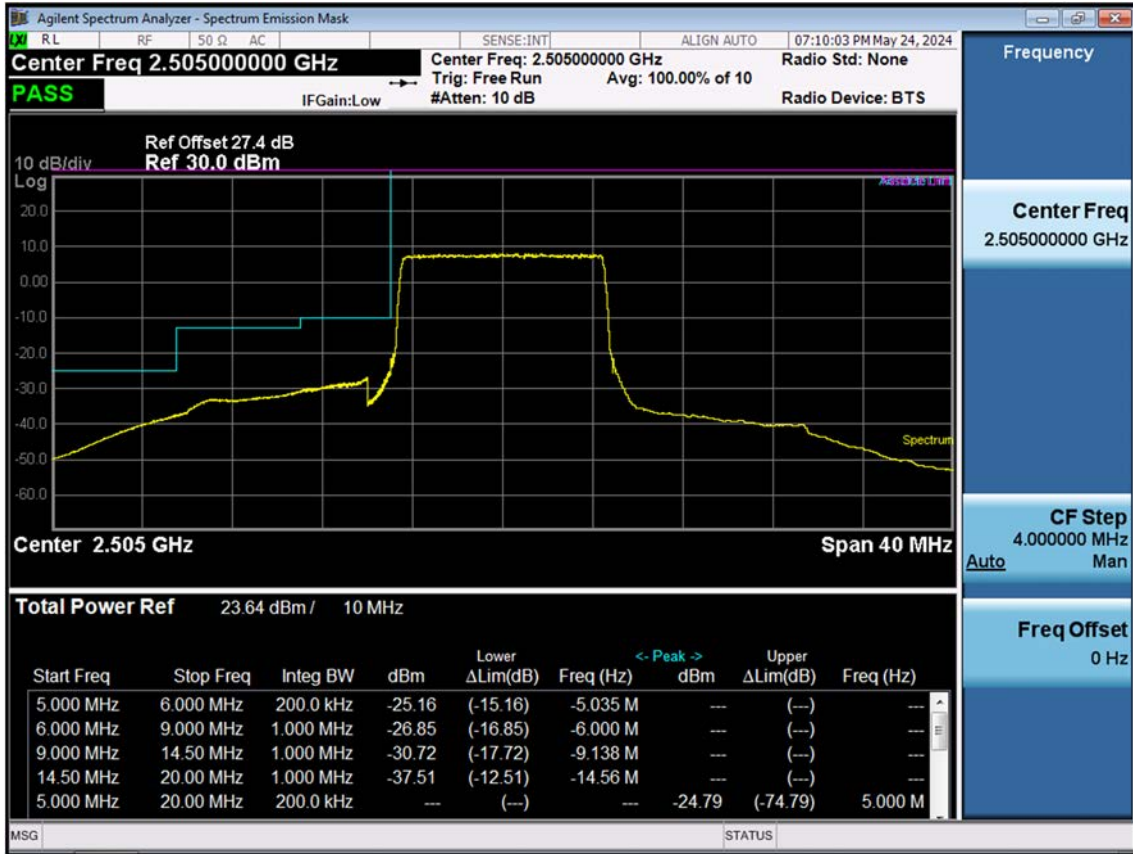 Agilent Spectrum Analyzer - Spectrum Emission Mask
LXI RL RF 50 Ω AC SENSE:INT ALIGN AUTO 07:10:03 PM May 24, 2024
Center Freq 2.505000000 GHz
Center Freq: 2.505000000 GHz
Radio Std: None
Trig: Free Run Avg: 100.00% of 10
PASS
IFGain:Low
#Atten: 10 dB
Radio Device: BTS
Ref Offset 27.4 dB
10 dB/div Ref 30.0 dBm
Log
Absolute Limit
20.0
10.0
0.00
-10.0
-20.0
-30.0
-40.0
Spectrum
-50.0
-60.0
Center 2.505 GHz Span 40 MHz
Total Power Ref 23.64 dBm / 10 MHz
Lower <- Peak -> Upper
Start Freq Stop Freq Integ BW dBm ΔLim(dB) Freq (Hz) dBm ΔLim(dB) Freq (Hz)
5.000 MHz 6.000 MHz 200.0 kHz -25.16 (-15.16) -5.035 M --- (---) ---
6.000 MHz 9.000 MHz 1.000 MHz -26.85 (-16.85) -6.000 M --- (---) ---
9.000 MHz 14.50 MHz 1.000 MHz -30.72 (-17.72) -9.138 M --- (---) ---
14.50 MHz 20.00 MHz 1.000 MHz -37.51 (-12.51) -14.56 M --- (---) ---
5.000 MHz 20.00 MHz 200.0 kHz --- (---) --- -24.79 (-74.79) 5.000 M
MSG STATUS
Frequency
Center Freq
2.505000000 GHz
CF Step
4.000000 MHz
Auto Man
Freq Offset
0 Hz